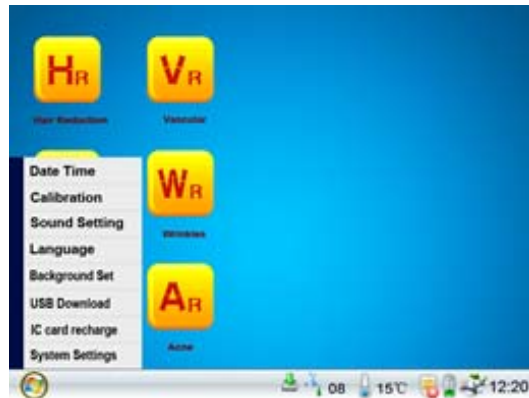 HR
VR
Hair Reduction
Vascular
WR
Wrinkles
AR
Acne
Date Time
Calibration
Sound Setting
Language
Background Set
USB Download
IC card recharge
System Settings
08
15℃
12:20